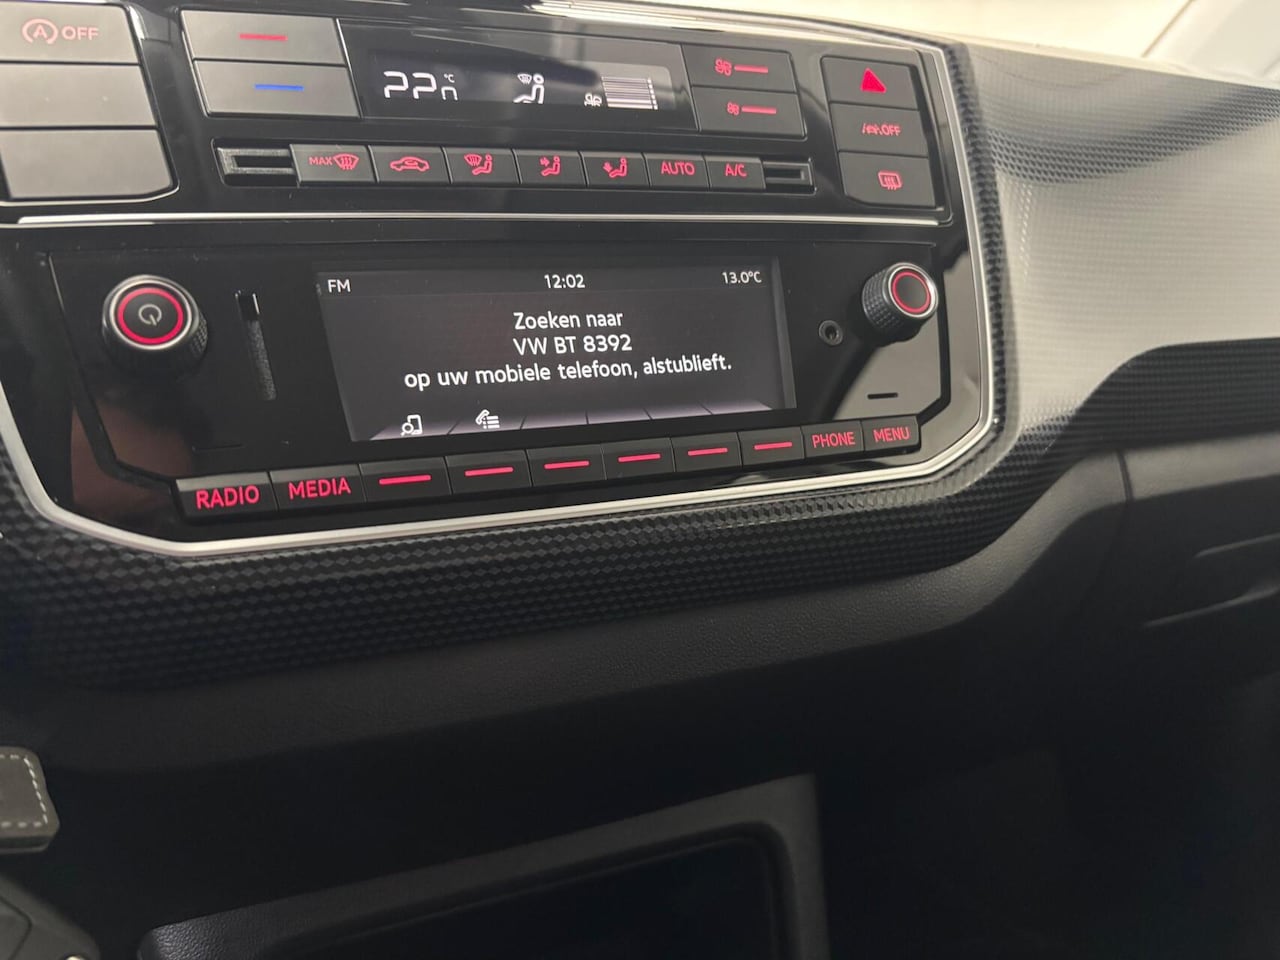 A OFF
22.0 °C
OFF
MAX
AUTO
A/C
FM 12:02 13.0°C
Zoeken naar
VW BT 8392
op uw mobiele telefoon, alstublieft.
RADIO MEDIA PHONE MENU